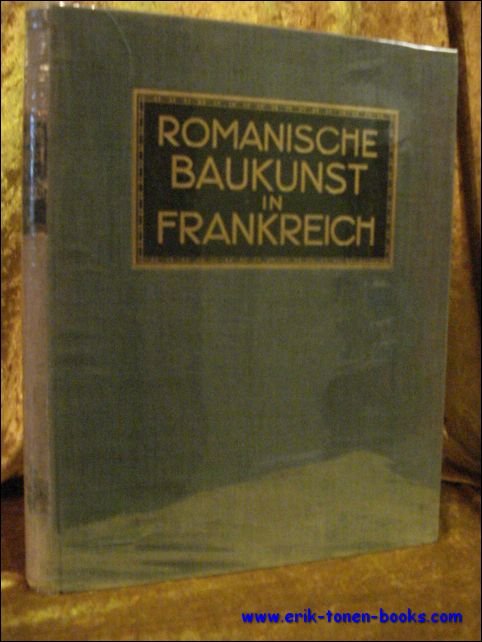 ROMANISCHE
BAUKUNST
IN
FRANKREICH
www.erik-tonen-books.com